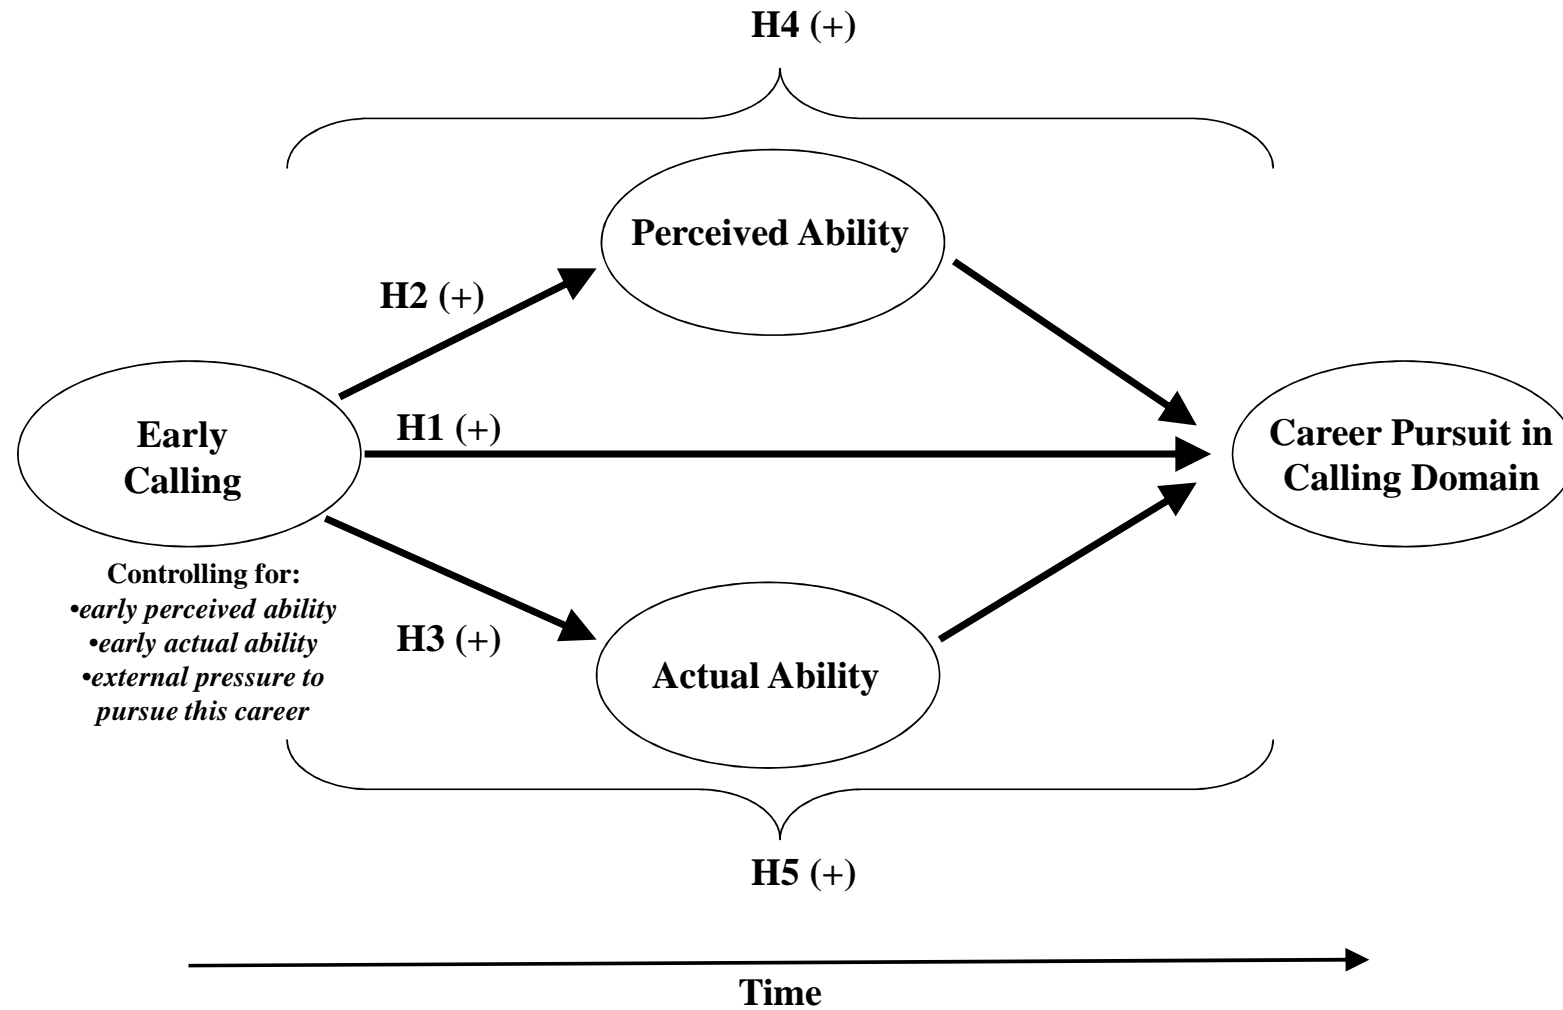 H4 (+)
Perceived Ability
H2 (+)
H1 (+)
Early
Calling
Career Pursuit in
Calling Domain
Controlling for:
•early perceived ability
•early actual ability
•external pressure to
pursue this career
H3 (+)
Actual Ability
H5 (+)
Time